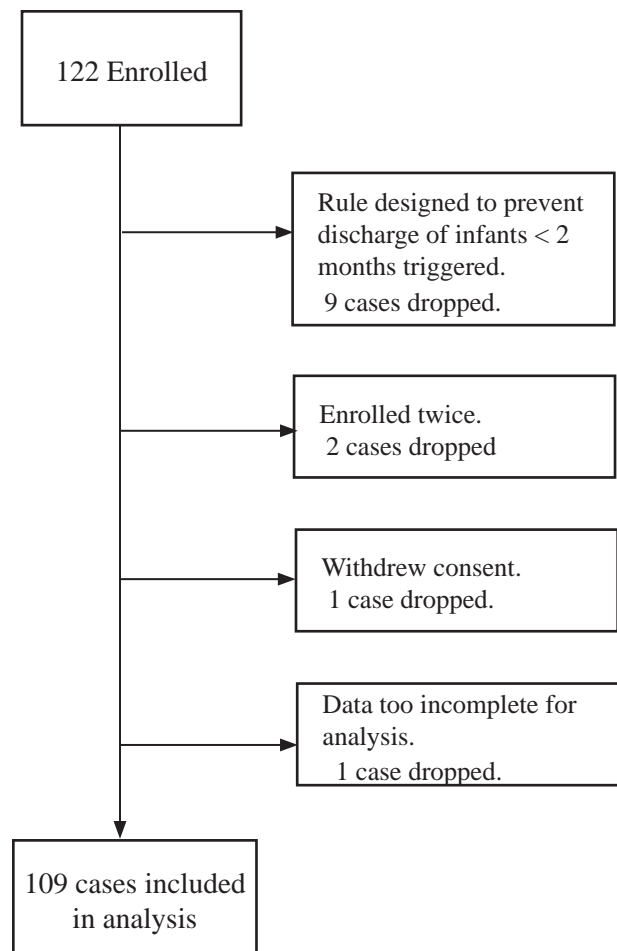 122 Enrolled
Rule designed to prevent
discharge of infants < 2
months triggered.
9 cases dropped.
Enrolled twice.
2 cases dropped
Withdrew consent.
1 case dropped.
Data too incomplete for
analysis.
1 case dropped.
109 cases included
in analysis